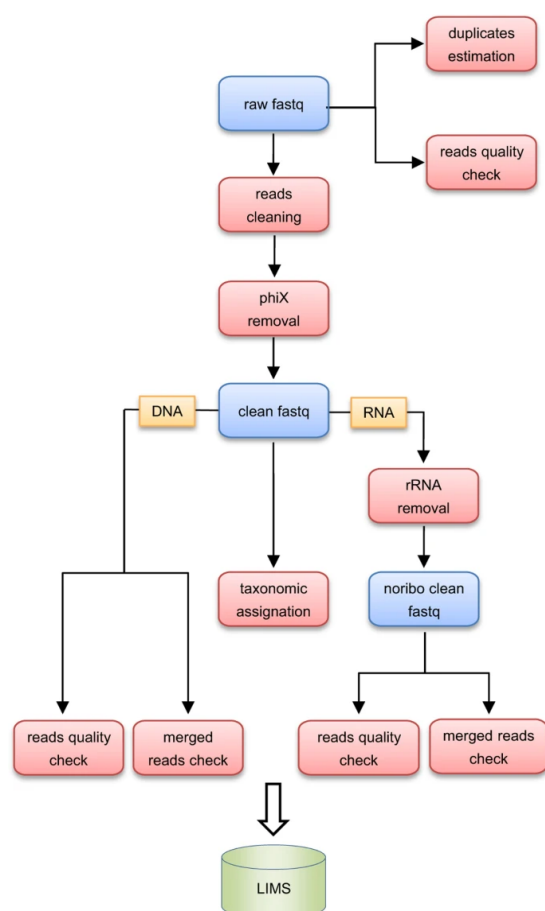 duplicates
estimation
raw fastq
reads quality
check
reads
cleaning
phiX
removal
DNA
clean fastq
RNA
rRNA
removal
taxonomic
assignation
noribo clean
fastq
reads quality
check
merged
reads check
reads quality
check
merged reads
check
LIMS